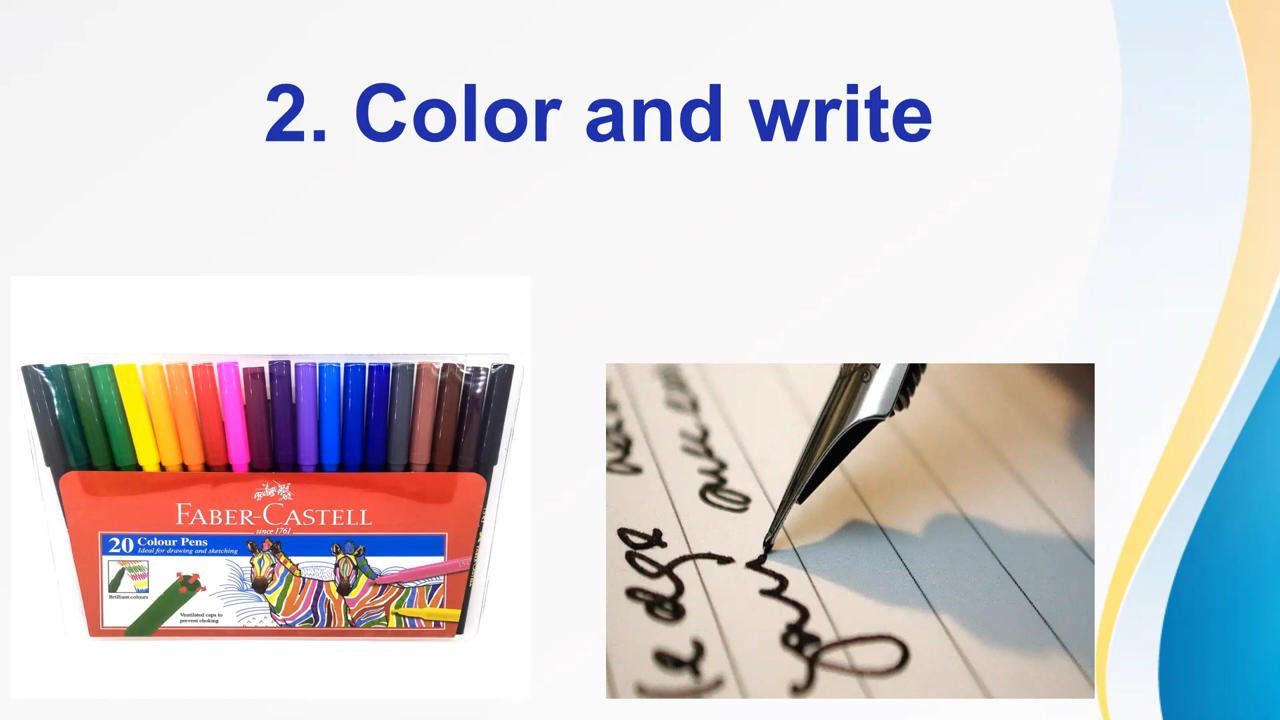 2. Color and write
FABER-CASTELL
since 1761
20 Colour Pens
Ideal for drawing and sketching
Brilliant colours
Ventilated caps to
prevent choking